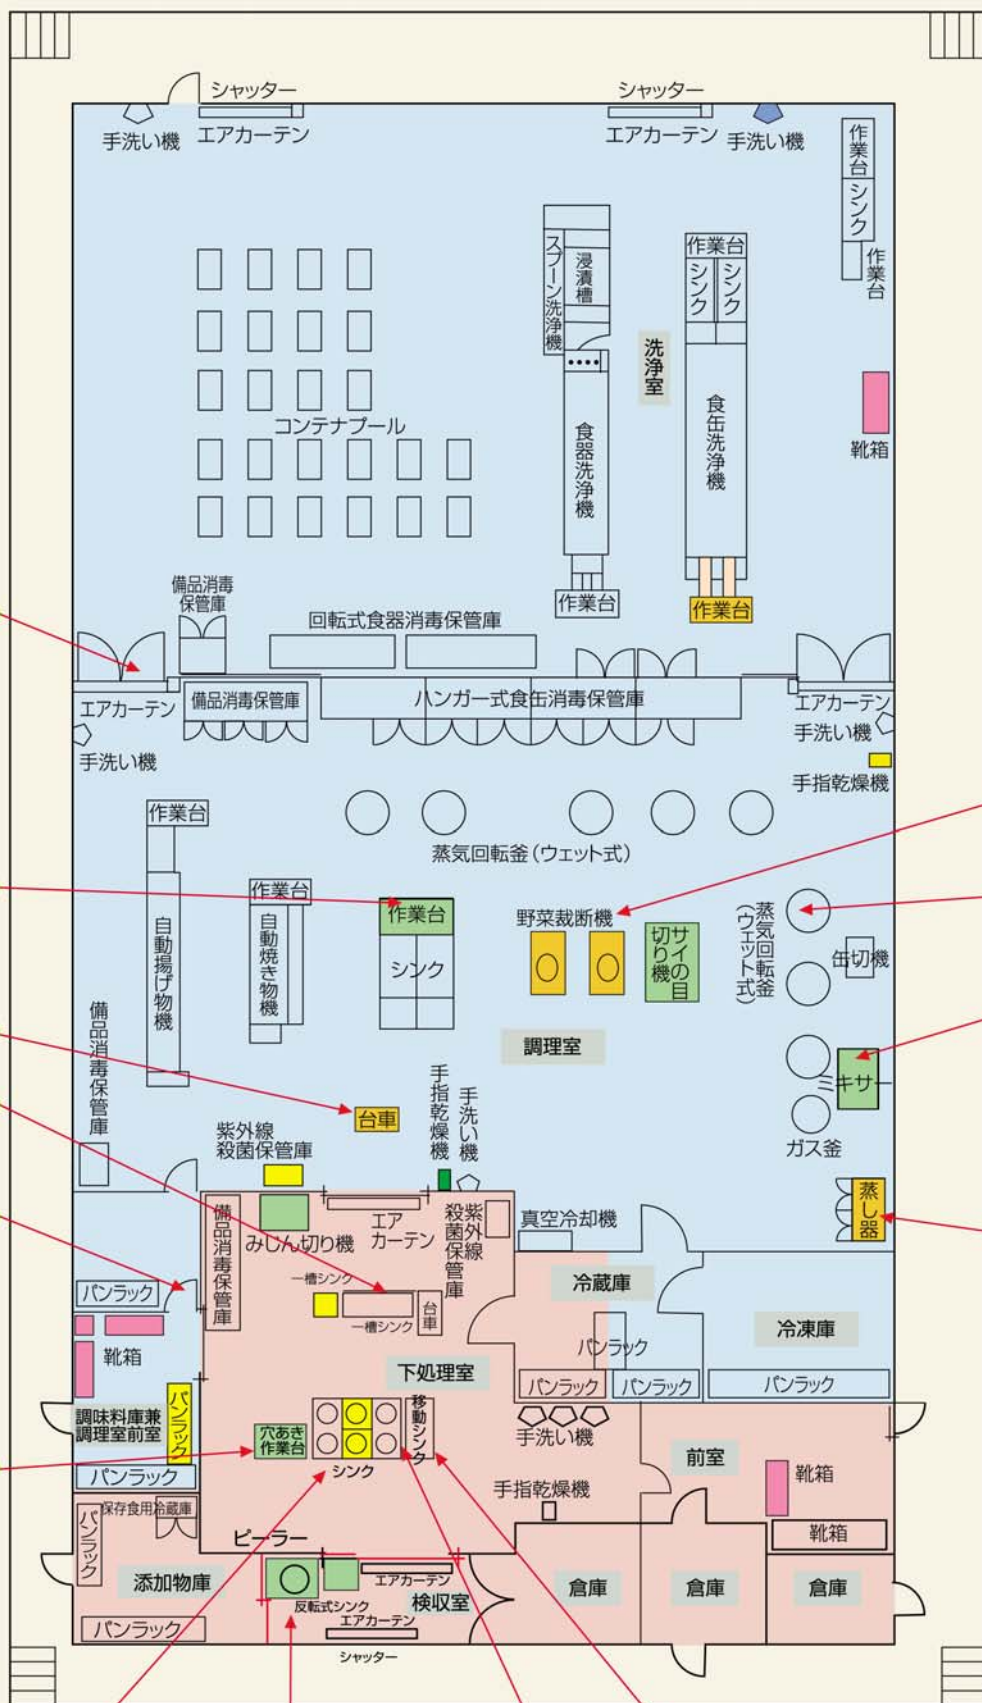 シャッター
シャッター
手洗い機
エアカーテン
エアカーテン
手洗い機
作業台
シンク
作業台
スプーン洗浄機
浸漬槽
作業台
シンク
シンク
洗浄室
靴箱
コンテナプール
食器洗浄機
食缶洗浄機
備品消毒
保管庫
回転式食器消毒保管庫
作業台
作業台
エアカーテン
備品消毒保管庫
ハンガー式食缶消毒保管庫
エアカーテン
手洗い機
手洗い機
手指乾燥機
作業台
蒸気回転釜(ウェット式)
作業台
自動揚げ物機
自動焼き物機
作業台
シンク
野菜裁断機
サイの目
切り機
蒸気回転釜
(ウェット式)
缶切機
備品消毒保管庫
調理室
ミキサー
台車
手指乾燥機
手洗い機
ガス釜
紫外線
殺菌保管庫
蒸し器
備品消毒保管庫
みじん切り機
エア
カーテン
紫外線
殺菌保管庫
真空冷却機
パンラック
一槽シンク
一槽シンク
台車
冷蔵庫
冷凍庫
靴箱
パンラック
下処理室
パンラック
パンラック
パンラック
調味料庫兼
調理室前室
パンラック
パンラック
穴あき
作業台
シンク
移動シンク
手洗い機
前室
靴箱
手指乾燥機
靴箱
パンラック
保存食用冷蔵庫
ピーラー
添加物庫
エアカーテン
反転式シンク
検収室
倉庫
倉庫
倉庫
パンラック
エアカーテン
シャッター